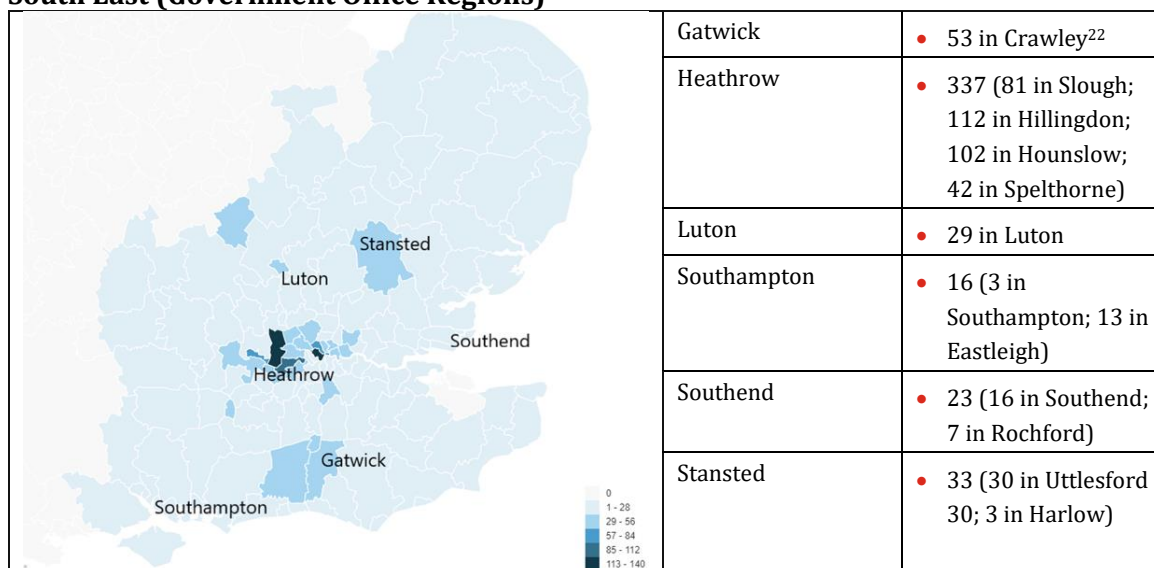 South East (Government Office Regions)
Stansted
Luton
Southend
Heathrow
Gatwick
Southampton
0
1 - 28
29 - 56
57 - 84
85 - 112
113 - 140
Gatwick
• 53 in Crawley²²
Heathrow
• 337 (81 in Slough;
112 in Hillingdon;
102 in Hounslow;
42 in Spelthorne)
Luton
• 29 in Luton
Southampton
• 16 (3 in
Southampton; 13 in
Eastleigh)
Southend
• 23 (16 in Southend;
7 in Rochford)
Stansted
• 33 (30 in Uttlesford
30; 3 in Harlow)